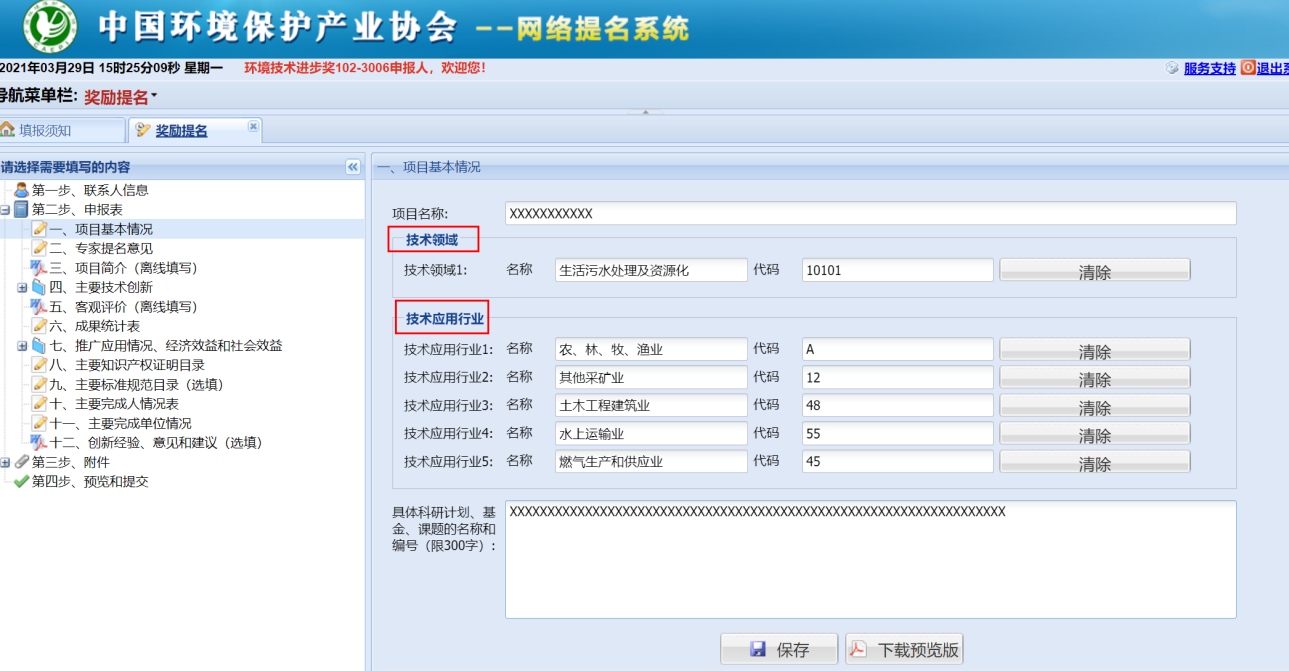 中国环境保护产业协会 --网络提名系统
2021年03月29日 15时25分09秒 星期一 环境技术进步奖102-3006申报人，欢迎您！ 服务支持 退出系
导航菜单栏: 奖励提名
填报须知 奖励提名
请选择需要填写的内容
第一步、联系人信息
第二步、申报表
一、项目基本情况
二、专家提名意见
三、项目简介（离线填写）
四、主要技术创新
五、客观评价（离线填写）
六、成果统计表
七、推广应用情况、经济效益和社会效益
八、主要知识产权证明目录
九、主要标准规范目录（选填）
十、主要完成人情况表
十一、主要完成单位情况
十二、创新经验、意见和建议（选填）
第三步、附件
第四步、预览和提交
一、项目基本情况
项目名称: XXXXXXXXXXX
技术领域
技术领域1: 名称 生活污水处理及资源化 代码 10101 清除
技术应用行业
技术应用行业1: 名称 农、林、牧、渔业 代码 A 清除
技术应用行业2: 名称 其他采矿业 代码 12 清除
技术应用行业3: 名称 土木工程建筑业 代码 48 清除
技术应用行业4: 名称 水上运输业 代码 55 清除
技术应用行业5: 名称 燃气生产和供应业 代码 45 清除
具体科研计划、基
金、课题的名称和
编号（限300字）:
XXXXXXXXXXXXXXXXXXXXXXXXXXXXXXXXXXXXXXXXXXXXXXXXXXXXXXXXXXXXXXXXXX
保存 下载预览版